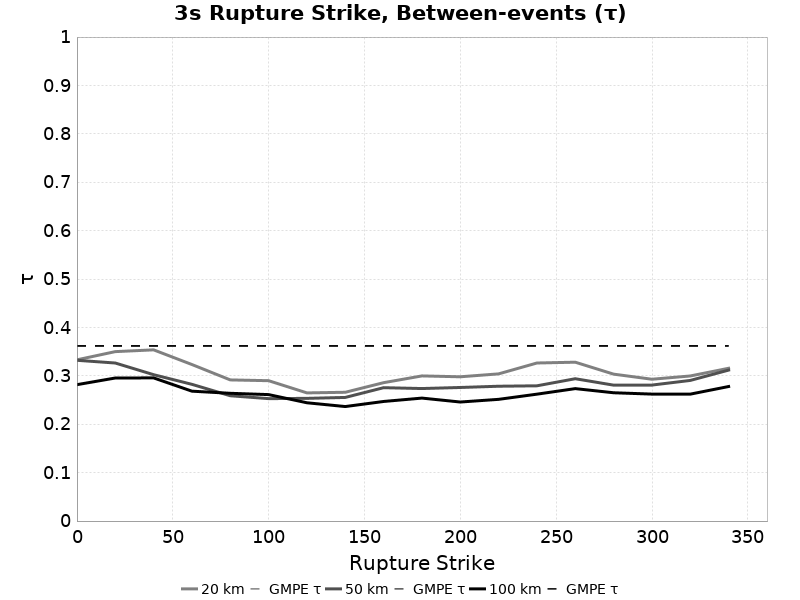 3s Rupture Strike, Between-events (τ)
1
0.9
0.8
0.7
0.6
0.5
0.4
0.3
0.2
0.1
0
τ
0 50 100 150 200 250 300 350
Rupture Strike
20 km GMPE τ 50 km GMPE τ 100 km GMPE τ